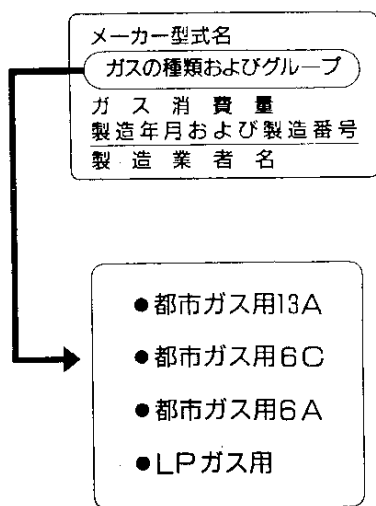 メーカー型式名
ガスの種類およびグループ
ガス消費量
製造年月および製造番号
製造業者名
●都市ガス用13A
●都市ガス用6C
●都市ガス用6A
●LPガス用